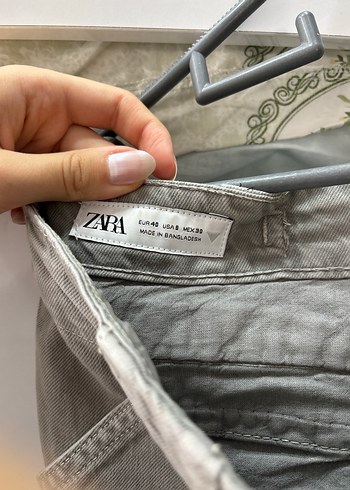 ZARA
EUR 40 USA 8 MEX 30
MADE IN BANGLADESH